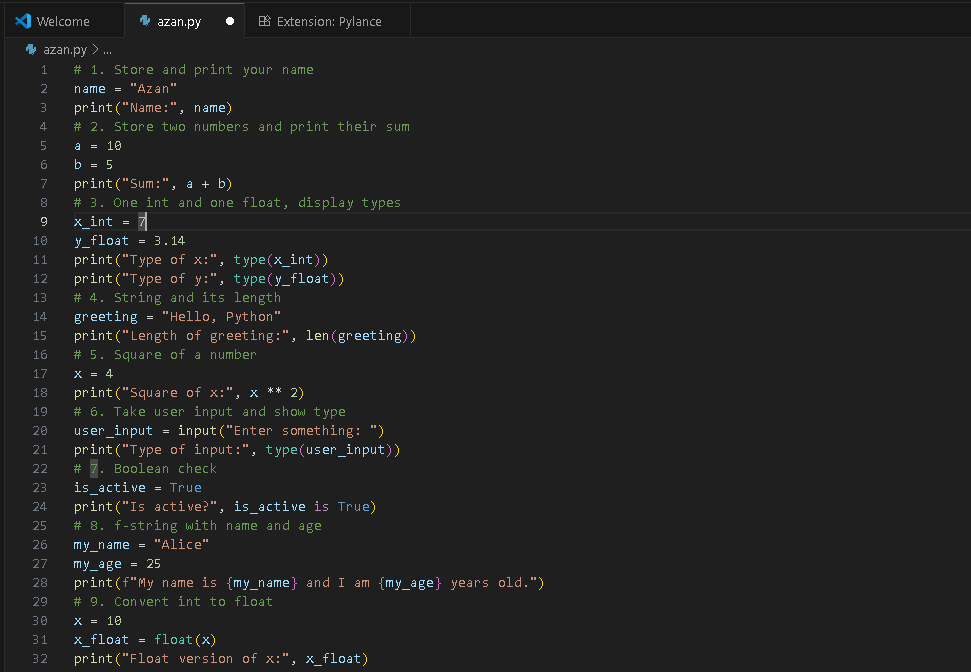 Welcome
azan.py
Extension: Pylance
azan.py > ...
1 # 1. Store and print your name
2 name = "Azan"
3 print("Name:", name)
4 # 2. Store two numbers and print their sum
5 a = 10
6 b = 5
7 print("Sum:", a + b)
8 # 3. One int and one float, display types
9 x_int = 7
10 y_float = 3.14
11 print("Type of x:", type(x_int))
12 print("Type of y:", type(y_float))
13 # 4. String and its length
14 greeting = "Hello, Python"
15 print("Length of greeting:", len(greeting))
16 # 5. Square of a number
17 x = 4
18 print("Square of x:", x ** 2)
19 # 6. Take user input and show type
20 user_input = input("Enter something: ")
21 print("Type of input:", type(user_input))
22 # 7. Boolean check
23 is_active = True
24 print("Is active?", is_active is True)
25 # 8. f-string with name and age
26 my_name = "Alice"
27 my_age = 25
28 print(f"My name is {my_name} and I am {my_age} years old.")
29 # 9. Convert int to float
30 x = 10
31 x_float = float(x)
32 print("Float version of x:", x_float)